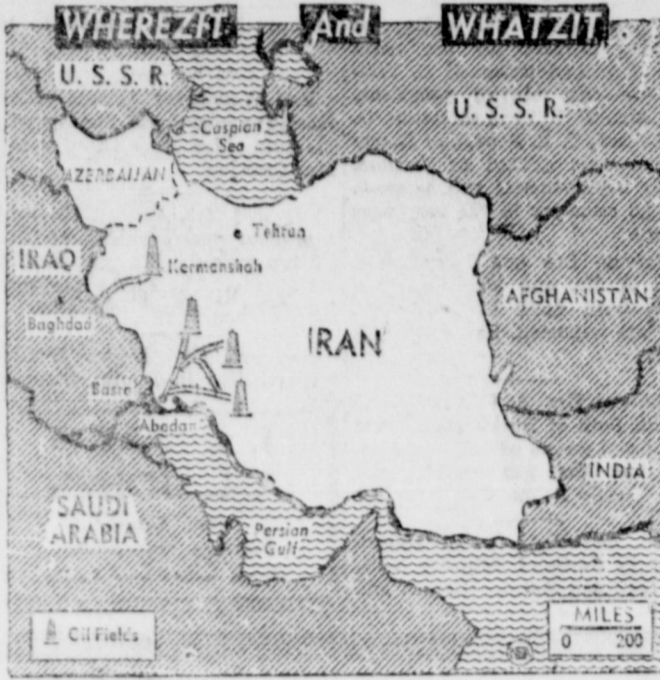 WHEREZIT And WHATZIT
U. S. S. R.
U. S. S. R.
Caspian
Sea
AZERBAIJAN
Tehran
IRAQ
Kermanshah
AFGHANISTAN
Baghdad
IRAN
Abadan
INDIA
SAUDI
ARABIA
Persian
Gulf
Oil Fields
MILES
0 200